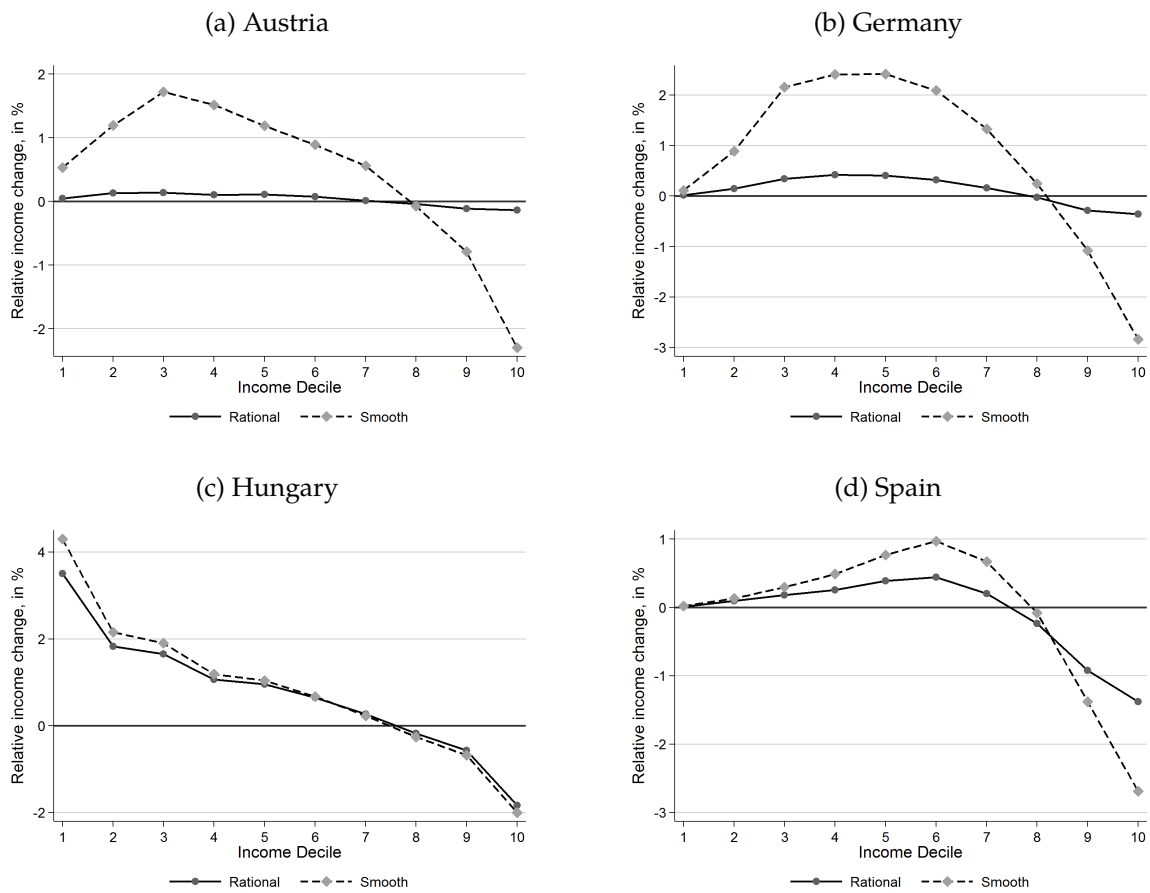 (a) Austria
Relative income change, in %
2
1
0
-1
-2
1 2 3 4 5 6 7 8 9 10
Income Decile
Rational Smooth
(b) Germany
Relative income change, in %
2
1
0
-1
-2
-3
1 2 3 4 5 6 7 8 9 10
Income Decile
Rational Smooth
(c) Hungary
Relative income change, in %
4
2
0
-2
1 2 3 4 5 6 7 8 9 10
Income Decile
Rational Smooth
(d) Spain
Relative income change, in %
1
0
-1
-2
-3
1 2 3 4 5 6 7 8 9 10
Income Decile
Rational Smooth